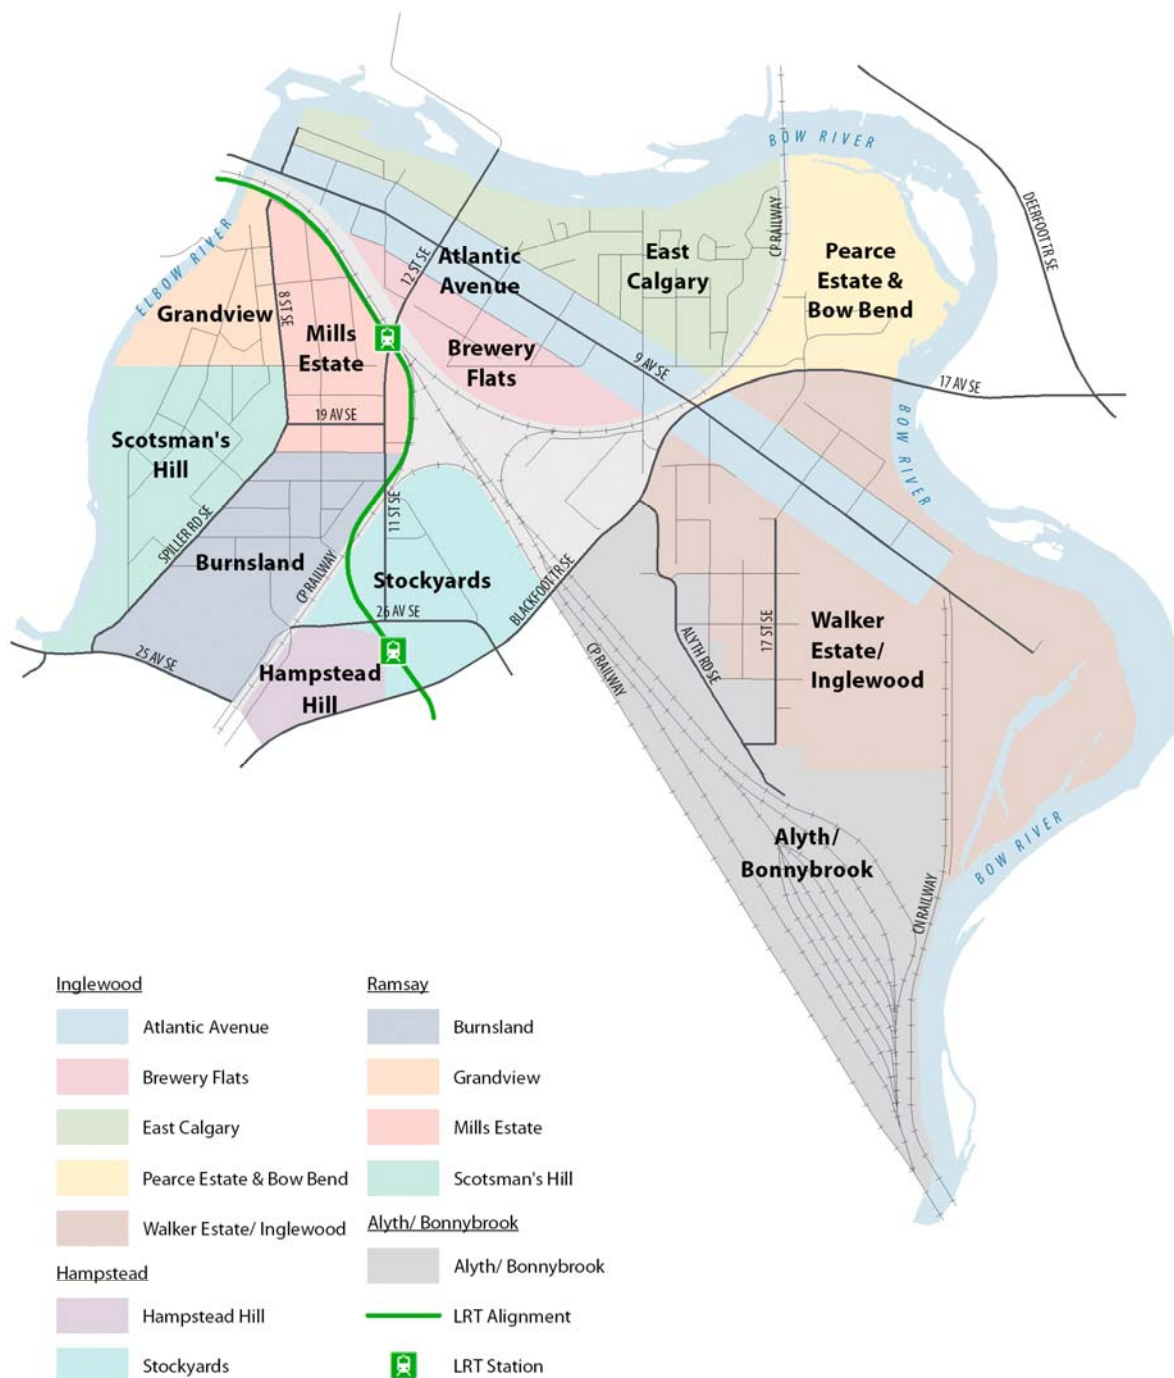 BOW RIVER
DEERFOOT TR SE
CP RAILWAY
ELBOW RIVER
12 ST SE
Atlantic
Avenue
East
Calgary
Pearce
Estate &
Bow Bend
Grandview
8 ST SE
Mills
Estate
Brewery
Flats
9 AV SE
17 AV SE
19 AV SE
BOW RIVER
Scotsman's
Hill
SPILLER RD SE
11 ST SE
Burnsland
CP RAILWAY
Stockyards
BLACKFOOT TR SE
26 AV SE
17 ST SE
Walker
Estate/
Inglewood
ALYTH RD SE
25 AV SE
Hampstead
Hill
CP RAILWAY
Alyth/
Bonnybrook
BOW RIVER
CN RAILWAY
Inglewood
Atlantic Avenue
Brewery Flats
East Calgary
Pearce Estate & Bow Bend
Walker Estate/ Inglewood
Hampstead
Hampstead Hill
Stockyards
Ramsay
Burnsland
Grandview
Mills Estate
Scotsman's Hill
Alyth/ Bonnybrook
Alyth/ Bonnybrook
LRT Alignment
LRT Station